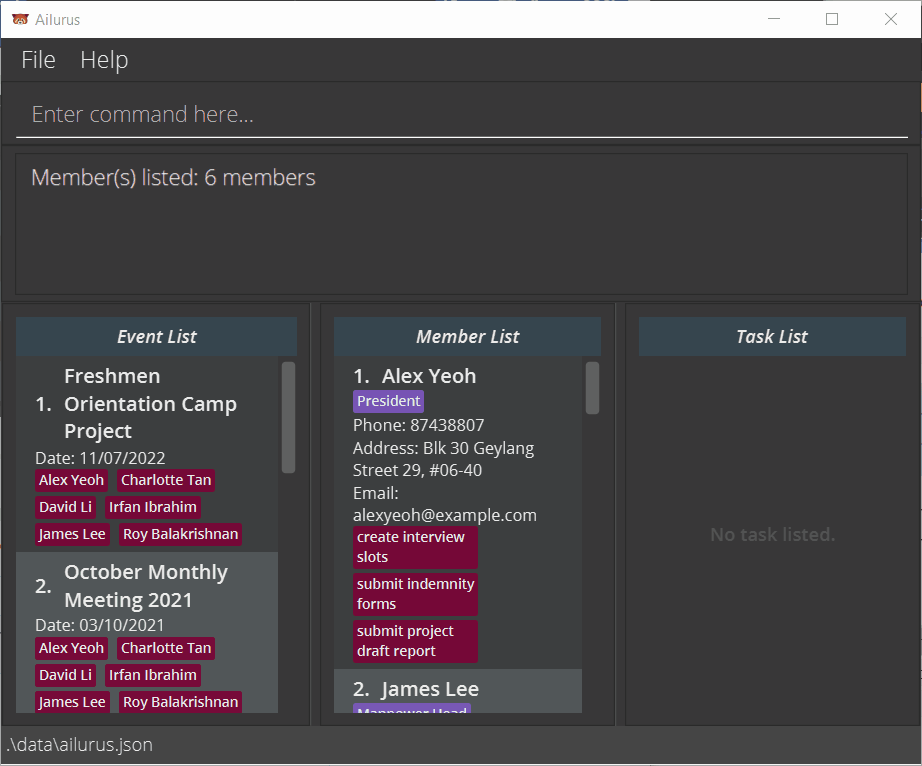 Ailurus
File Help
Enter command here...
Member(s) listed: 6 members
Event List
1. Freshmen
Orientation Camp
Project
Date: 11/07/2022
Alex Yeoh Charlotte Tan
David Li Irfan Ibrahim
James Lee Roy Balakrishnan
2. October Monthly
Meeting 2021
Date: 03/10/2021
Alex Yeoh Charlotte Tan
David Li Irfan Ibrahim
James Lee Roy Balakrishnan
Member List
1. Alex Yeoh
President
Phone: 87438807
Address: Blk 30 Geylang
Street 29, #06-40
Email:
alexyeoh@example.com
create interview
slots
submit indemnity
forms
submit project
draft report
2. James Lee
Manpower Head
Task List
No task listed.
.\data\ailurus.json